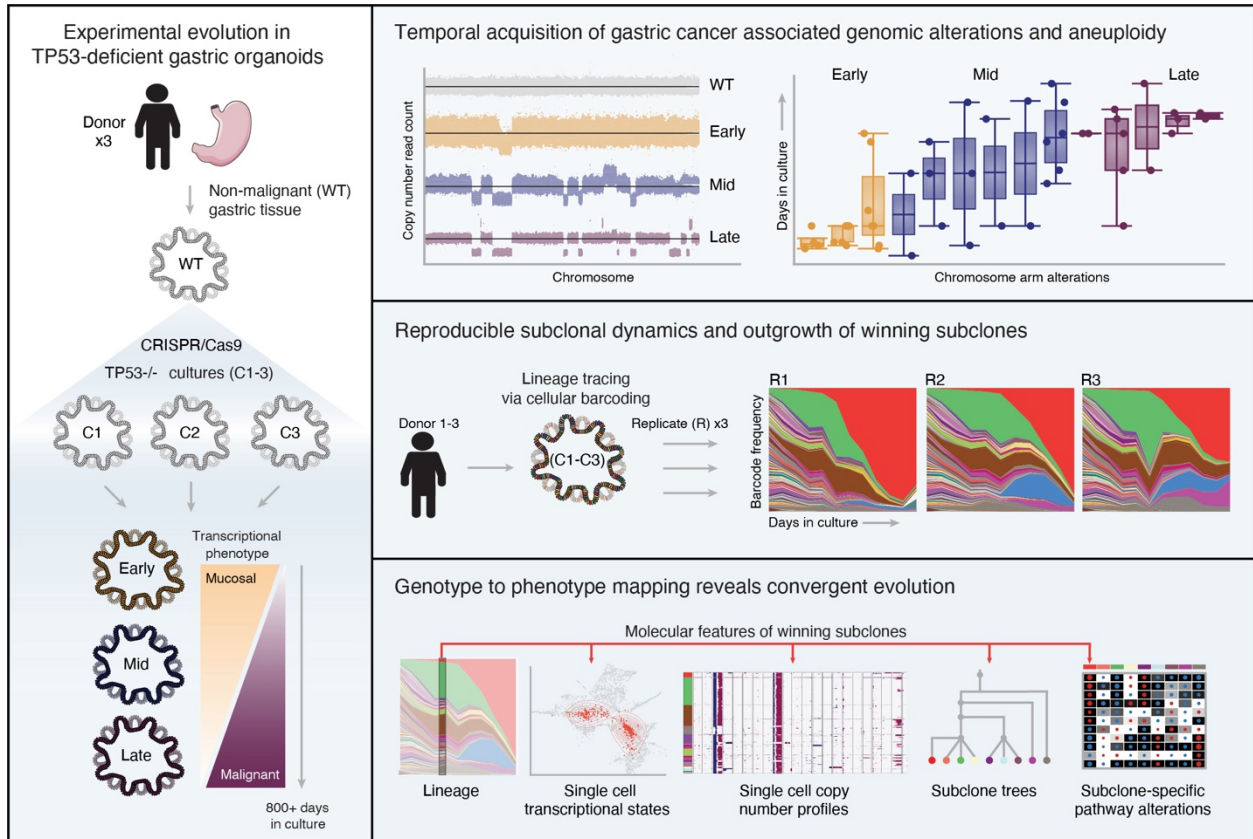 Experimental evolution in
TP53-deficient gastric organoids
Donor
x3
Non-malignant (WT)
gastric tissue
WT
CRISPR/Cas9
TP53-/- cultures (C1-3)
C1
C2
C3
Transcriptional
phenotype
Early
Mucosal
Mid
Late
Malignant
800+ days
in culture
Temporal acquisition of gastric cancer associated genomic alterations and aneuploidy
Copy number read count
WT
Early
Mid
Late
Chromosome
Early
Mid
Late
Days in culture
Chromosome arm alterations
Reproducible subclonal dynamics and outgrowth of winning subclones
Donor 1-3
Lineage tracing
via cellular barcoding
(C1-C3)
Replicate (R) x3
R1
R2
R3
Barcode frequency
Days in culture
Genotype to phenotype mapping reveals convergent evolution
Molecular features of winning subclones
Lineage
Single cell
transcriptional states
Single cell copy
number profiles
Subclone trees
Subclone-specific
pathway alterations